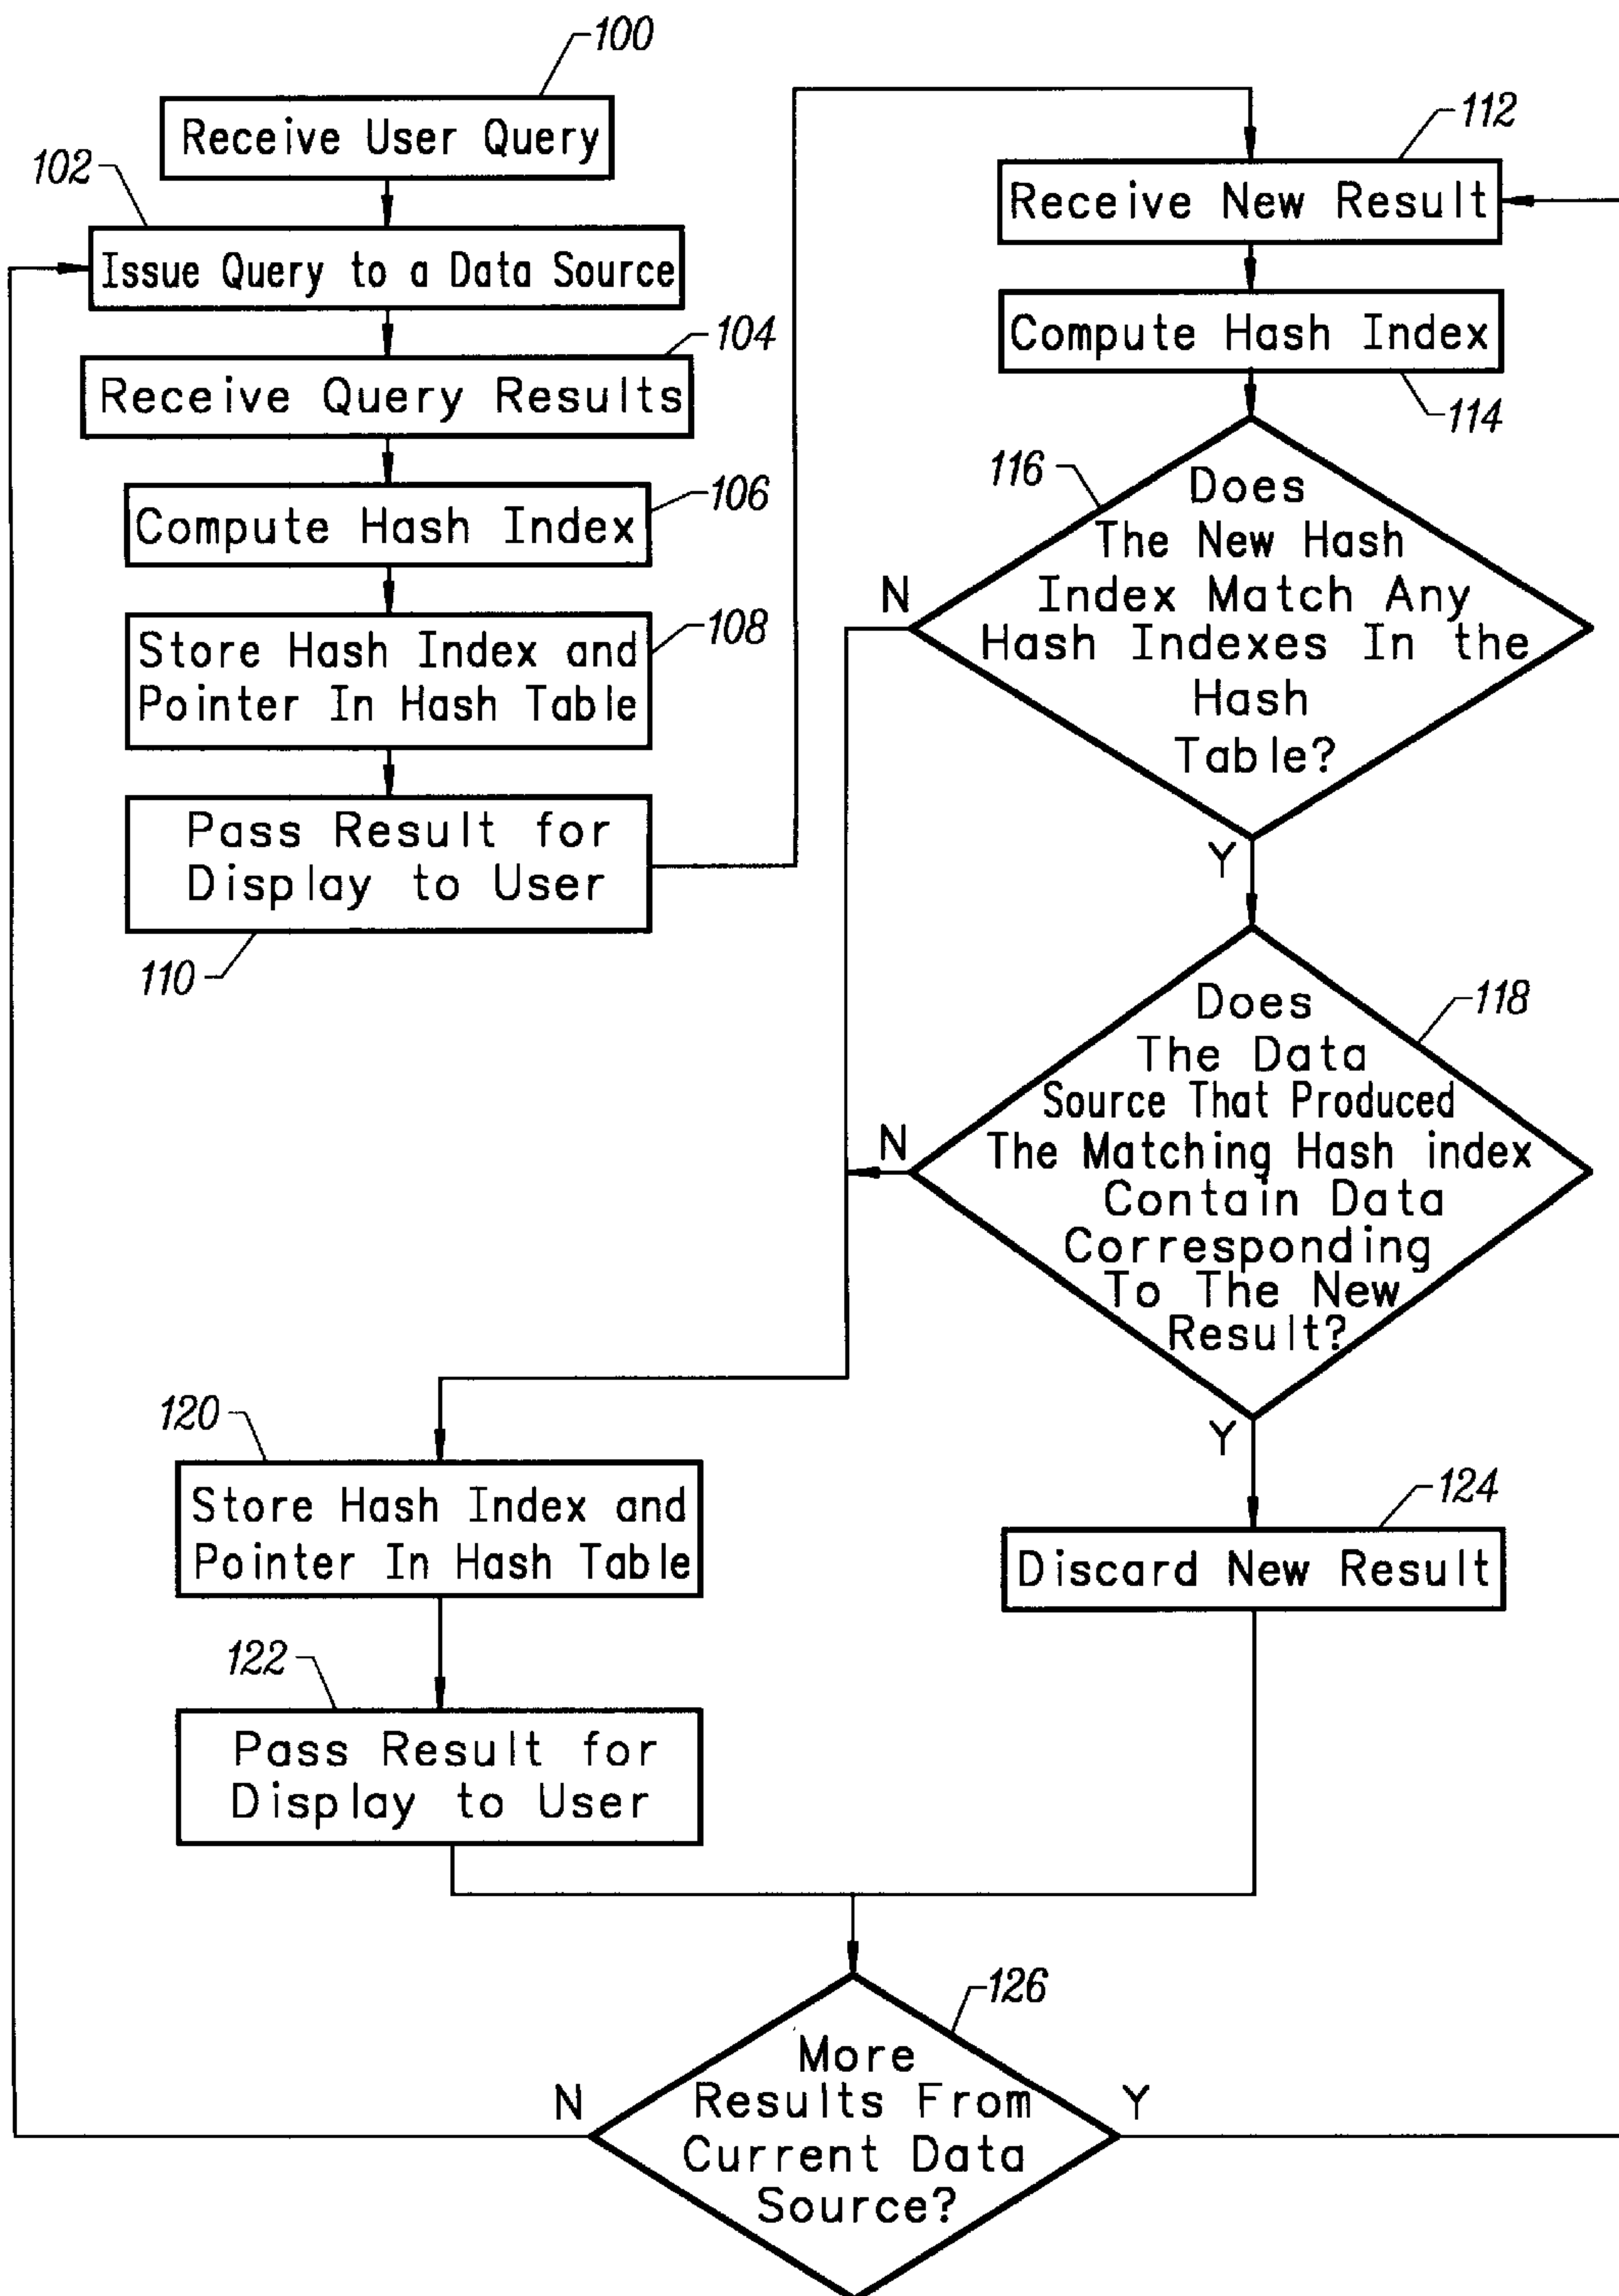 100
Receive User Query
102
Issue Query to a Data Source
104
Receive Query Results
106
Compute Hash Index
108
Store Hash Index and
Pointer In Hash Table
Pass Result for
Display to User
110
112
Receive New Result
Compute Hash Index
114
116
Does
The New Hash
Index Match Any
Hash Indexes In the
Hash
Table?
N
Y
118
Does
The Data
Source That Produced
The Matching Hash index
Contain Data
Corresponding
To The New
Result?
N
Y
120
Store Hash Index and
Pointer In Hash Table
122
Pass Result for
Display to User
124
Discard New Result
126
More
Results From
Current Data
Source?
N
Y